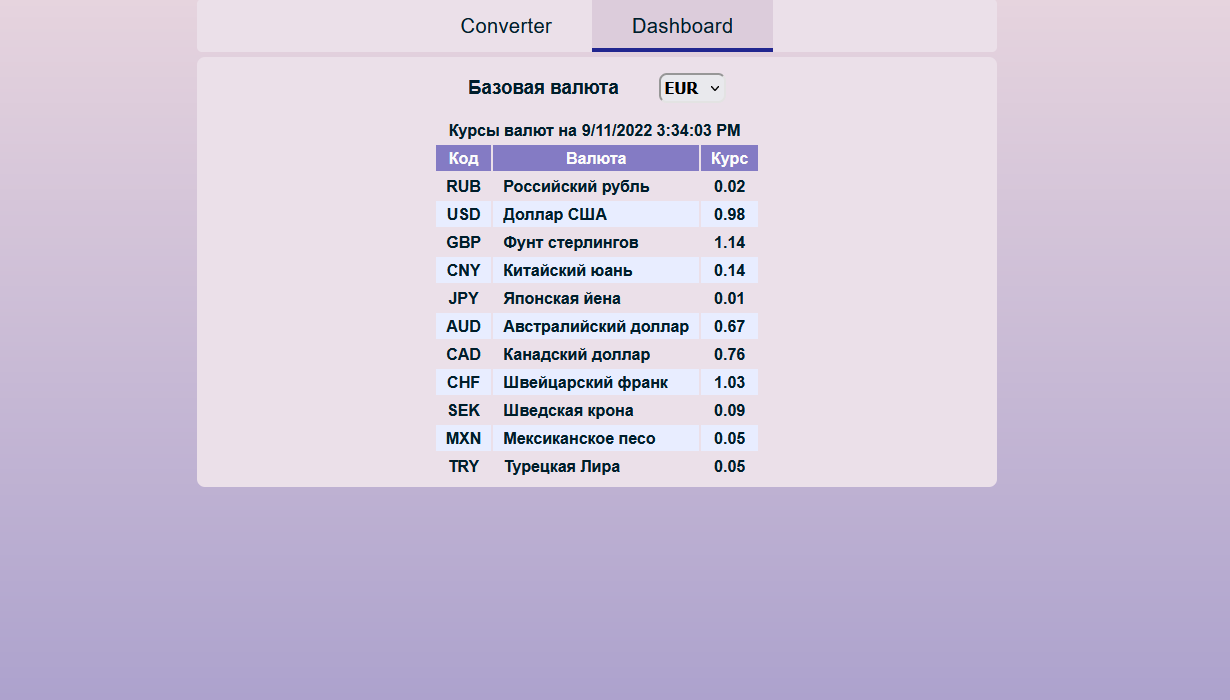 Converter Dashboard
Базовая валюта EUR
Курсы валют на 9/11/2022 3:34:03 PM
Код Валюта Курс
RUB Российский рубль 0.02
USD Доллар США 0.98
GBP Фунт стерлингов 1.14
CNY Китайский юань 0.14
JPY Японская йена 0.01
AUD Австралийский доллар 0.67
CAD Канадский доллар 0.76
CHF Швейцарский франк 1.03
SEK Шведская крона 0.09
MXN Мексиканское песо 0.05
TRY Турецкая Лира 0.05